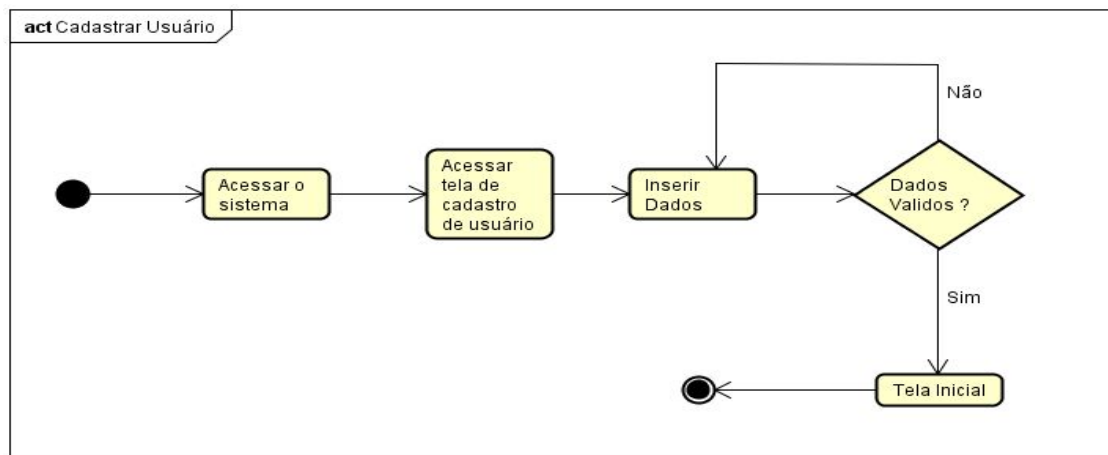 act Cadastrar Usuário
Não
Acessar o
sistema
Acessar
tela de
cadastro
de usuário
Inserir
Dados
Dados
Validos ?
Sim
Tela Inicial